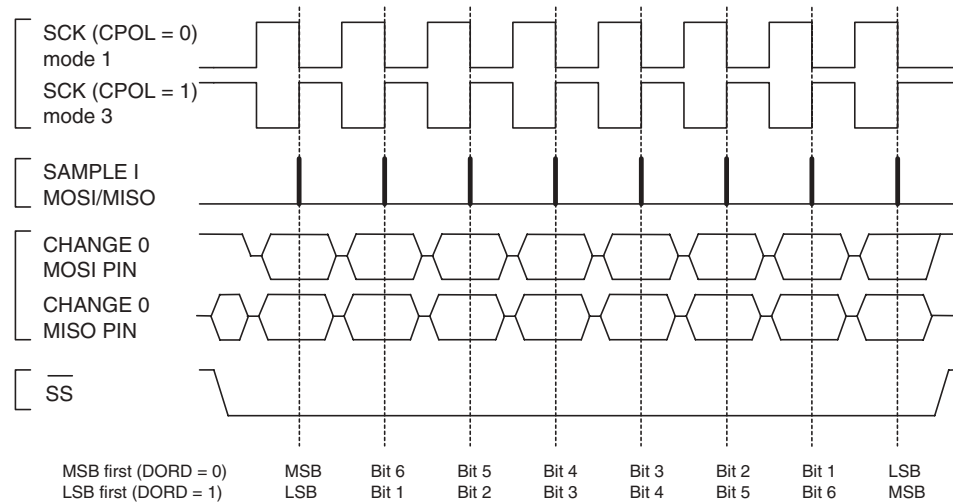 SCK (CPOL = 0)
mode 1
SCK (CPOL = 1)
mode 3
SAMPLE I
MOSI/MISO
CHANGE 0
MOSI PIN
CHANGE 0
MISO PIN
SS
MSB first (DORD = 0) MSB Bit 6 Bit 5 Bit 4 Bit 3 Bit 2 Bit 1 LSB
LSB first (DORD = 1) LSB Bit 1 Bit 2 Bit 3 Bit 4 Bit 5 Bit 6 MSB